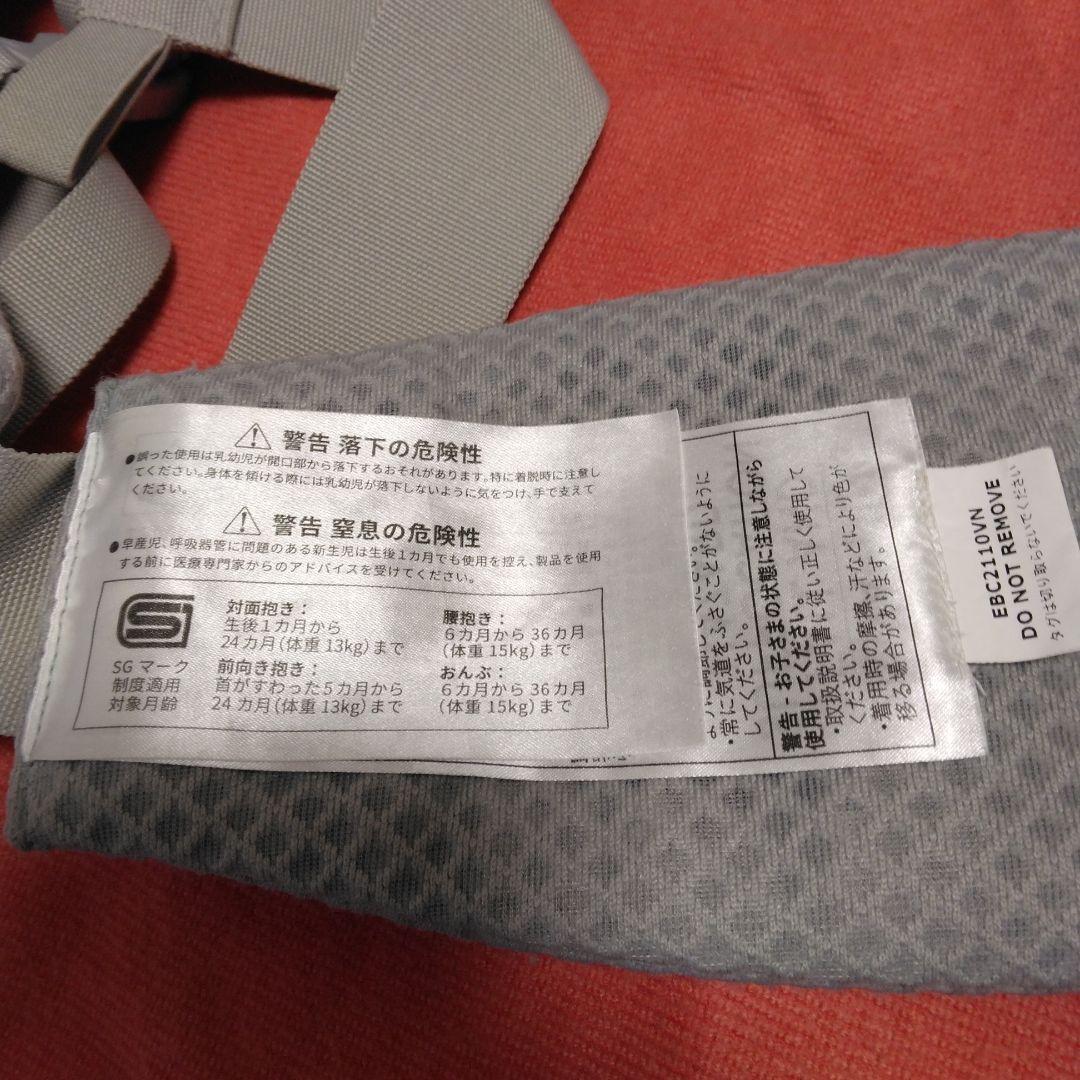 警告 落下の危険性
●誤った使用は乳幼児が開口部から落下するおそれがあります。特に着脱時に注意し
てください。身体を傾ける際には乳幼児が落下しないように気をつけ、手で支えて
ください。
警告 窒息の危険性
●早産児、呼吸器管に問題のある新生児は生後1カ月でも使用を控え、製品を使用
する前に医療専門家からのアドバイスを受けてください。
SG マーク
制度適用
対象月齢
対面抱き：
生後1カ月から
24カ月（体重13kg）まで
前向き抱き：
首がすわった5カ月から
24カ月（体重13kg）まで
腰抱き：
6カ月から36カ月
（体重15kg）まで
おんぶ：
6カ月から36カ月
（体重15kg）まで
ください。
・常に気道をふさぐことがないように
してください。
警告 - お子さまの状態に注意しながら
使用してください。
・取扱説明書に従い正しく使用して
ください。
・着用時の摩擦、汗などにより色が
移る場合があります。
EBC2110VN
DO NOT REMOVE
タグは切り取らないでください